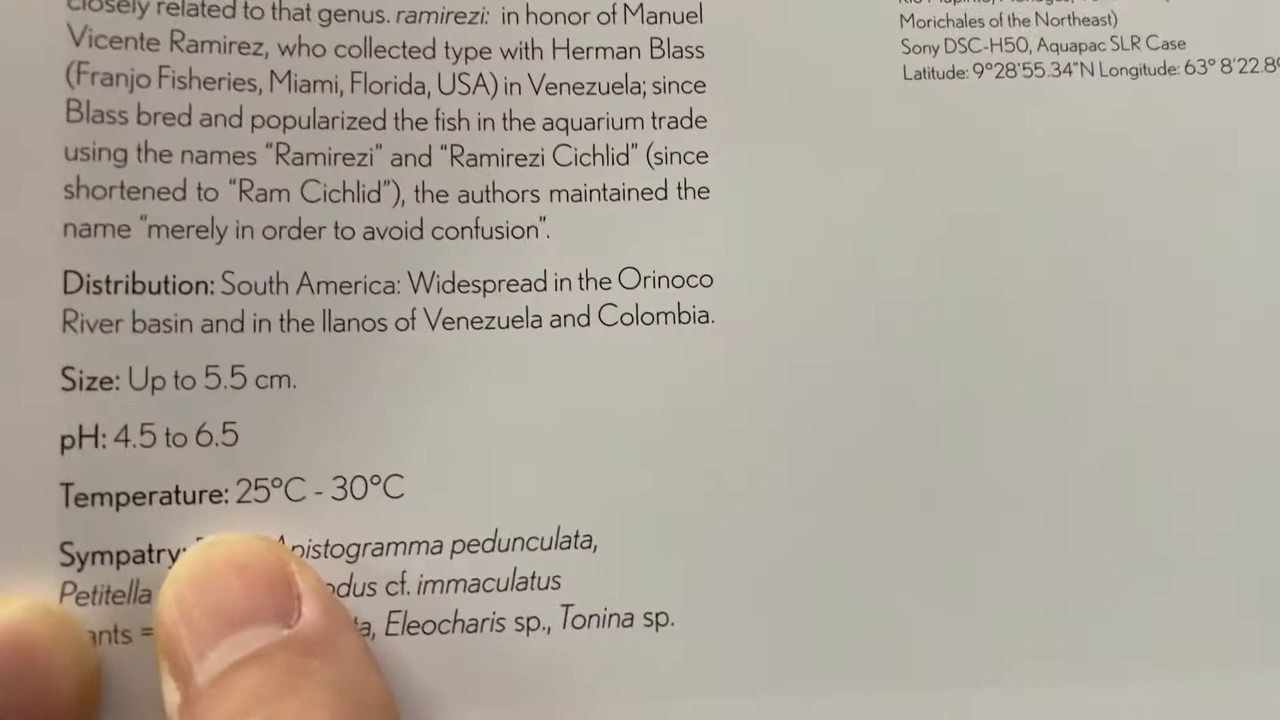 closely related to that genus. ramirezi: in honor of Manuel
Vicente Ramirez, who collected type with Herman Blass
(Franjo Fisheries, Miami, Florida, USA) in Venezuela; since
Blass bred and popularized the fish in the aquarium trade
using the names “Ramirezi” and “Ramirezi Cichlid” (since
shortened to “Ram Cichlid”), the authors maintained the
name “merely in order to avoid confusion”.
Distribution: South America: Widespread in the Orinoco
River basin and in the llanos of Venezuela and Colombia.
Size: Up to 5.5 cm.
pH: 4.5 to 6.5
Temperature: 25°C - 30°C
Sympatry: Apistogramma pedunculata,
Petitella cf. immaculatus
Eleocharis sp., Tonina sp.
Morichales of the Northeast)
Sony DSC-H50, Aquapac SLR Case
Latitude: 9°28'55.34"N Longitude: 63° 8'22.8